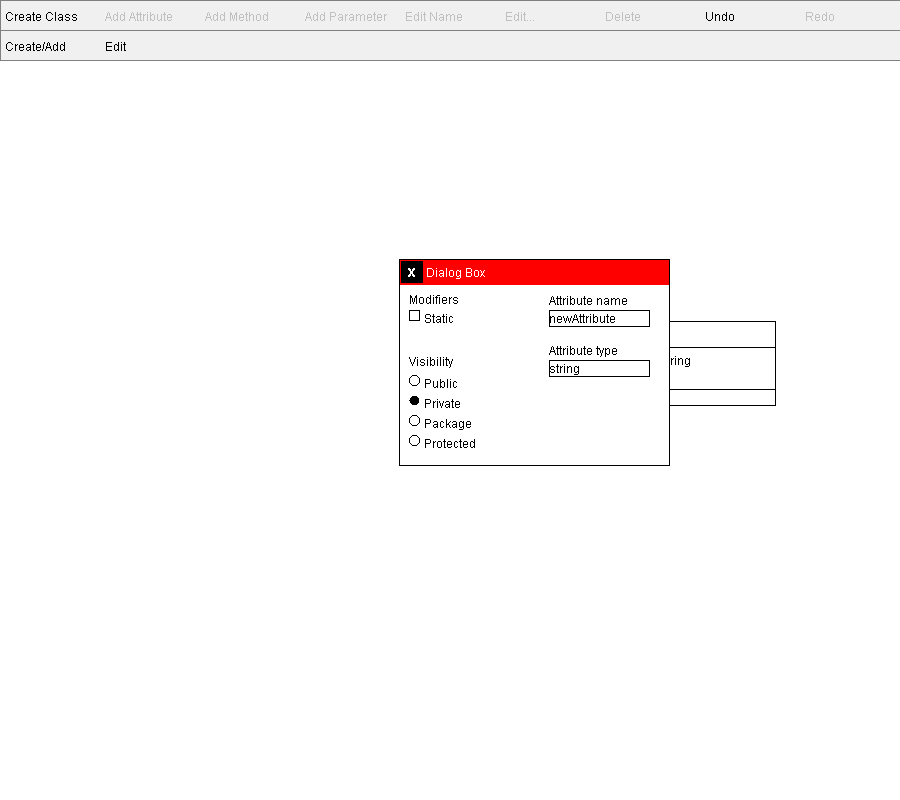 Create Class Add Attribute Add Method Add Parameter Edit Name Edit... Delete Undo Redo
Create/Add Edit
X Dialog Box
Modifiers
Static
Visibility
Public
Private
Package
Protected
Attribute name
newAttribute
Attribute type
string
ring